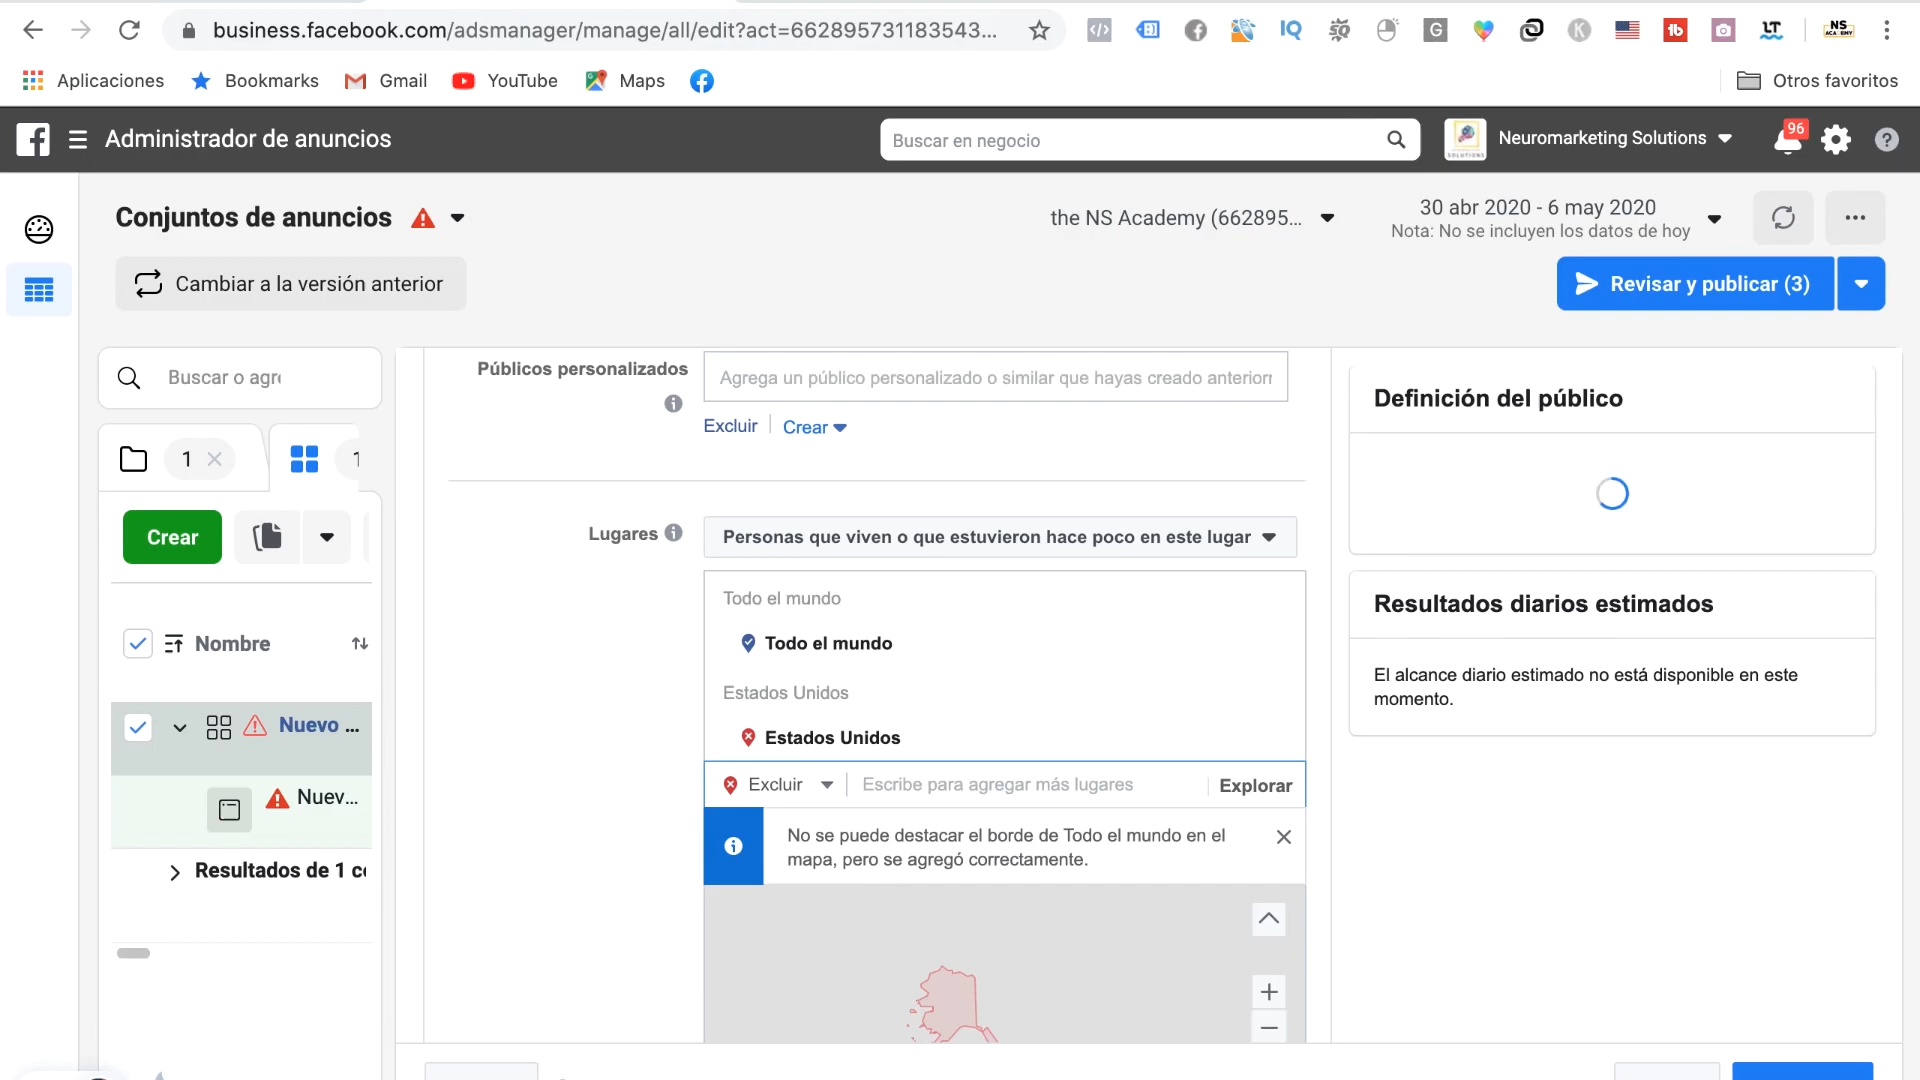 business.facebook.com/adsmanager/manage/all/edit?act=662895731183543...
Aplicaciones
Bookmarks
Gmail
YouTube
Maps
Otros favoritos
Administrador de anuncios
Buscar en negocio
Neuromarketing Solutions
96
Conjuntos de anuncios
the NS Academy (662895...
30 abr 2020 - 6 may 2020
Nota: No se incluyen los datos de hoy
Cambiar a la versión anterior
Revisar y publicar (3)
Buscar o agre
1
1
Crear
Nombre
Nuevo ...
Nuev...
Resultados de 1 co
Públicos personalizados
Agrega un público personalizado o similar que hayas creado anteriorm
Excluir
Crear
Lugares
Personas que viven o que estuvieron hace poco en este lugar
Todo el mundo
Todo el mundo
Estados Unidos
Estados Unidos
Excluir
Escribe para agregar más lugares
Explorar
No se puede destacar el borde de Todo el mundo en el
mapa, pero se agregó correctamente.
Definición del público
Resultados diarios estimados
El alcance diario estimado no está disponible en este
momento.